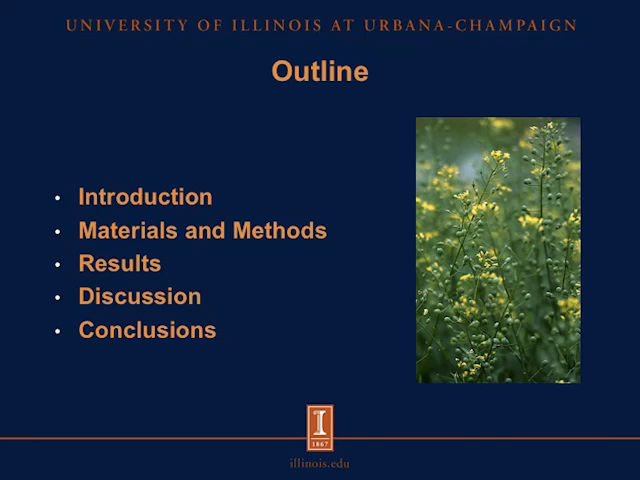 UNIVERSITY OF ILLINOIS AT URBANA-CHAMPAIGN
Outline
• Introduction
• Materials and Methods
• Results
• Discussion
• Conclusions
I
1867
illinois.edu